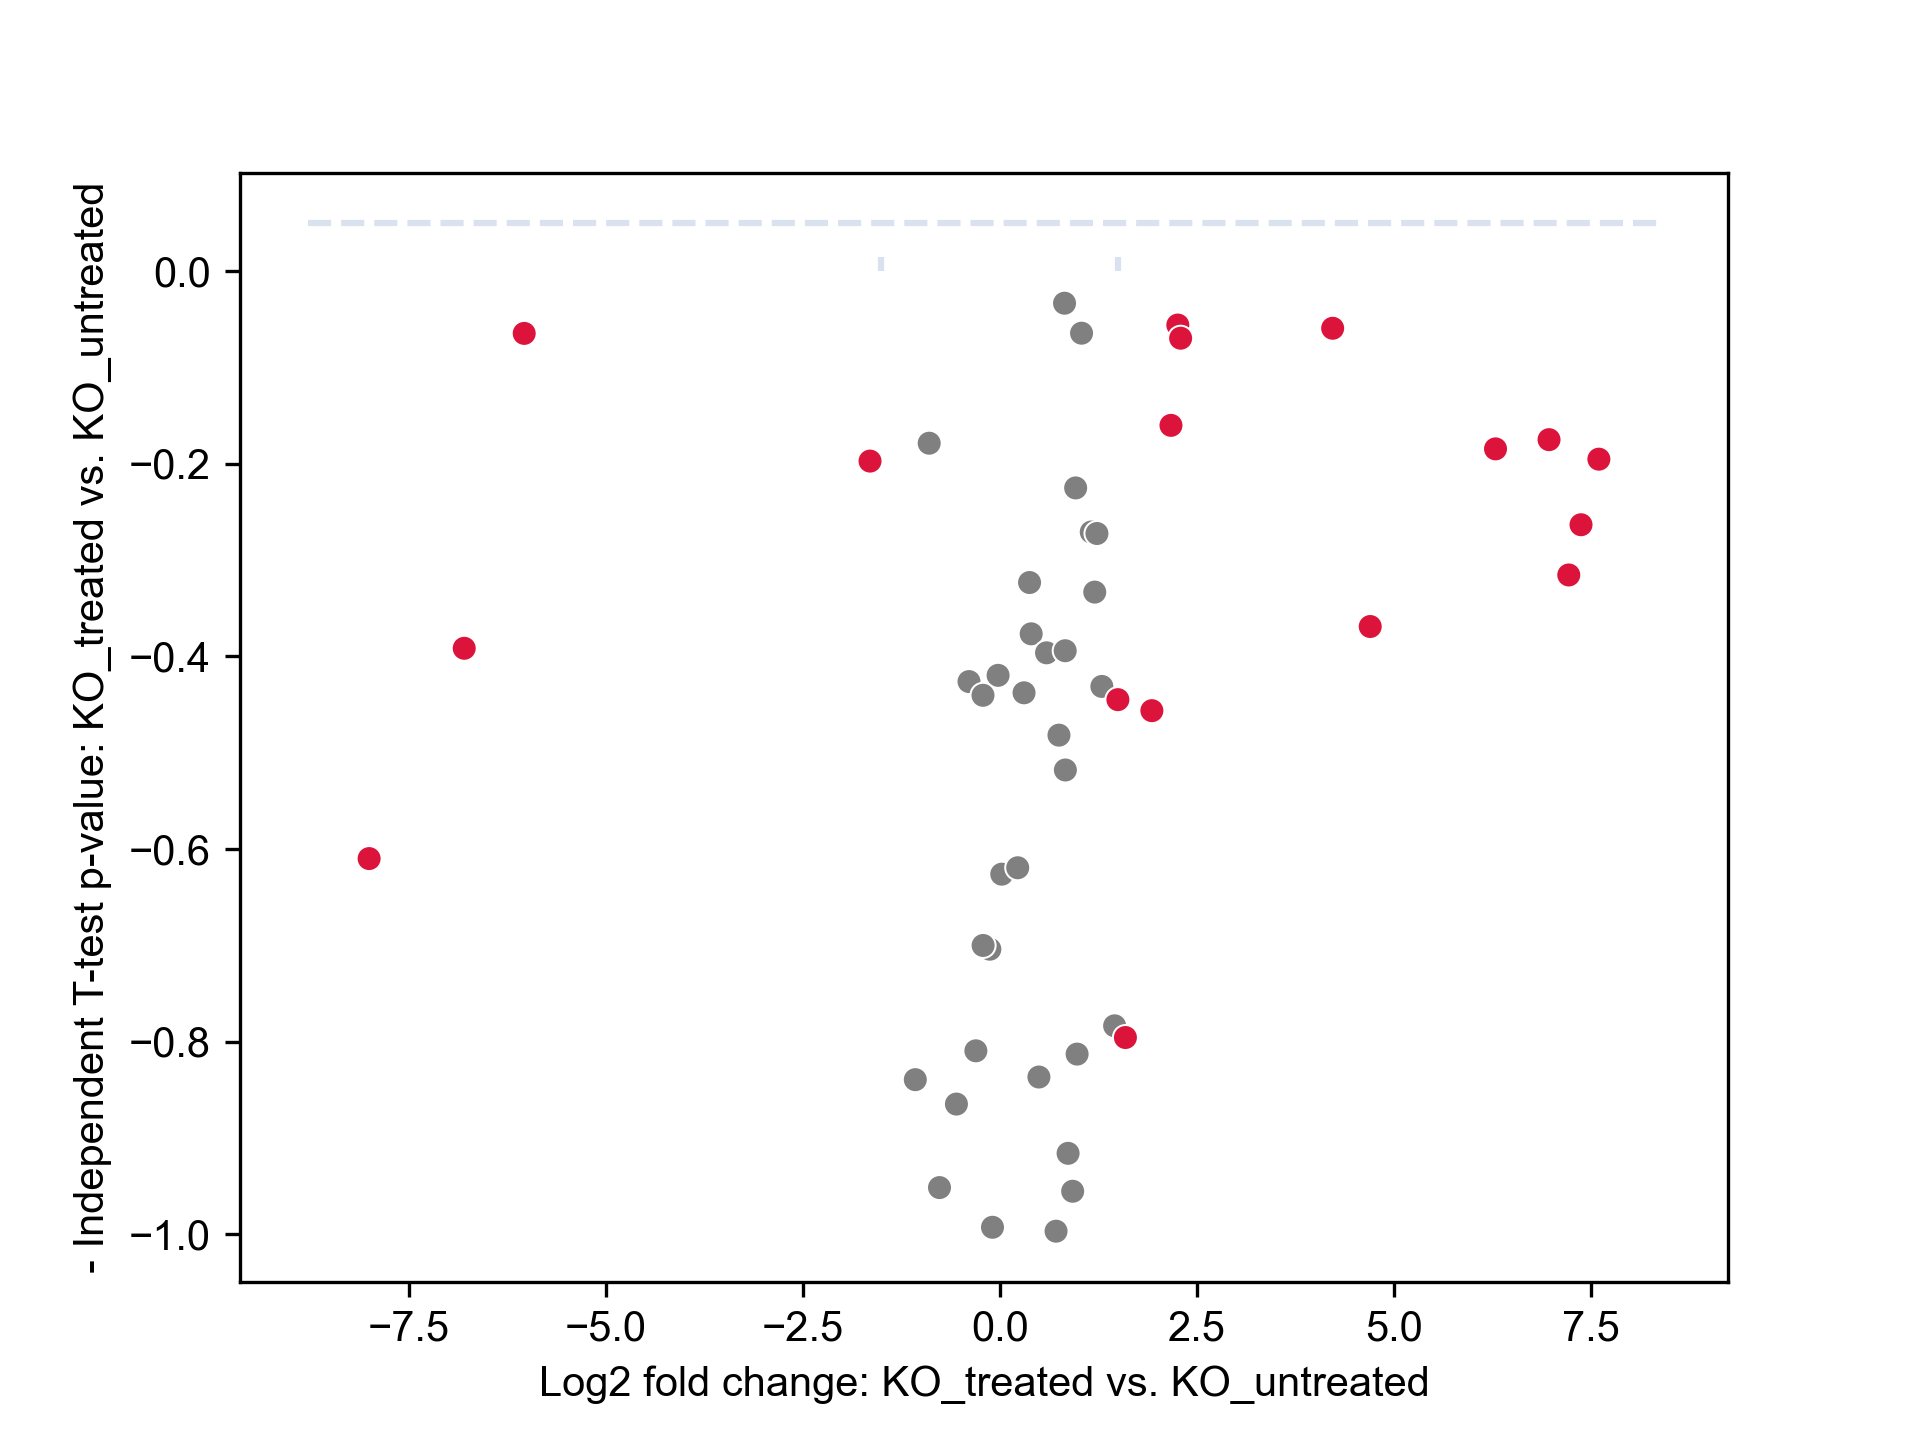 - Independent T-test p-value: KO_treated vs. KO_untreated
0.0
−0.2
−0.4
−0.6
−0.8
−1.0
−7.5 −5.0 −2.5 0.0 2.5 5.0 7.5
Log2 fold change: KO_treated vs. KO_untreated